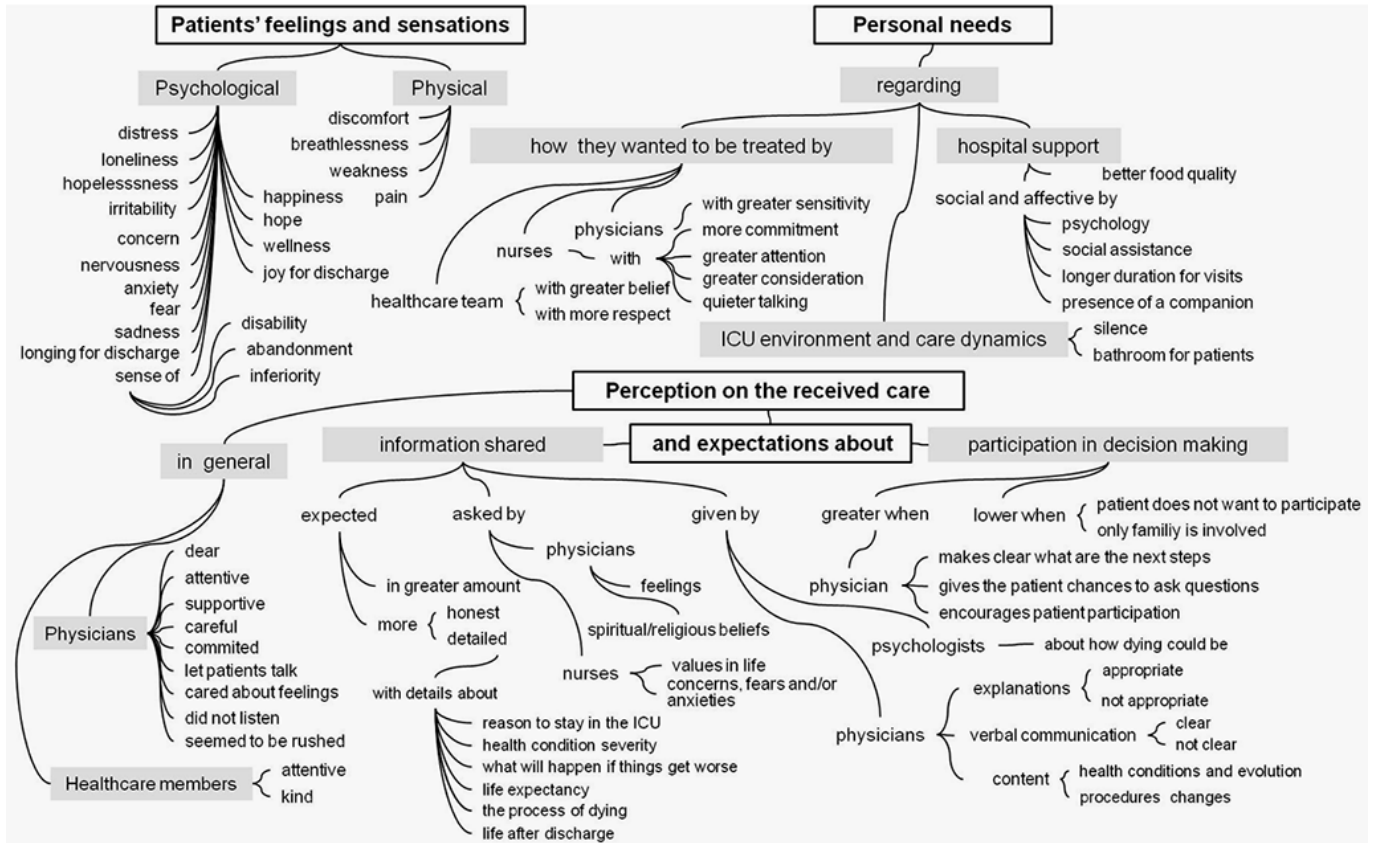 Patients' feelings and sensations
Psychological
distress
loneliness
hopelesssness
irritability
concern
nervousness
anxiety
fear
sadness
longing for discharge
sense of
disability
abandonment
inferiority
happiness
hope
wellness
joy for discharge
Physical
discomfort
breathlessness
weakness
pain
Personal needs
regarding
how they wanted to be treated by
healthcare team
with greater belief
with more respect
nurses
physicians
with greater sensitivity
with
more commitment
greater attention
greater consideration
quieter talking
hospital support
better food quality
social and affective by
psychology
social assistance
longer duration for visits
presence of a companion
ICU environment and care dynamics
silence
bathroom for patients
Perception on the received care
and expectations about
in general
Physicians
dear
attentive
supportive
careful
commited
let patients talk
cared about feelings
did not listen
seemed to be rushed
Healthcare members
attentive
kind
information shared
expected
in greater amount
more
honest
detailed
with details about
reason to stay in the ICU
health condition severity
what will happen if things get worse
life expectancy
the process of dying
life after discharge
asked by
physicians
feelings
spiritual/religious beliefs
nurses
values in life
concerns, fears and/or
anxieties
given by
psychologists
about how dying could be
physicians
explanations
appropriate
not appropriate
verbal communication
clear
not clear
content
health conditions and evolution
procedures changes
participation in decision making
greater when
physician
makes clear what are the next steps
gives the patient chances to ask questions
encourages patient participation
lower when
patient does not want to participate
only familiy is involved